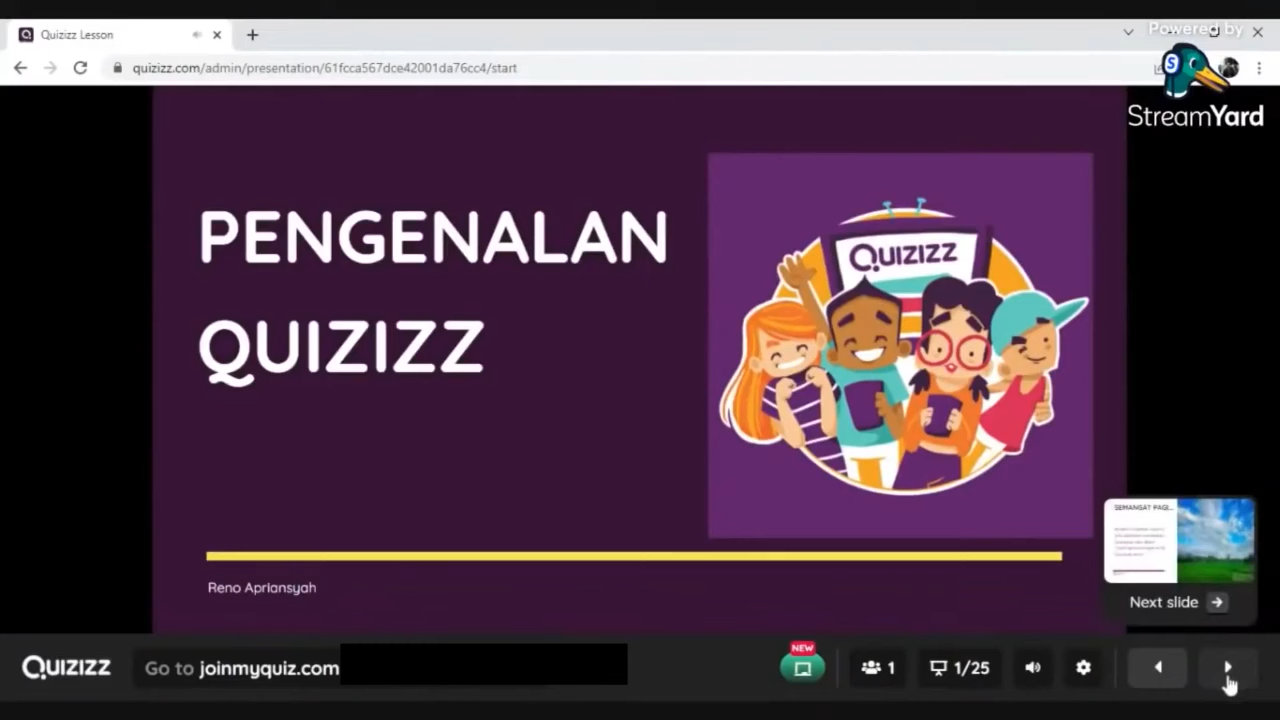 Quizizz Lesson
Powered by
quizizz.com/admin/presentation/61fcca567dce42001da76cc4/start
StreamYard
PENGENALAN
QUIZIZZ
QUIZIZZ
Reno Apriansyah
SEMANGAT PAGI...
Next slide
QUIZIZZ
Go to joinmyquiz.com
NEW
1
1/25